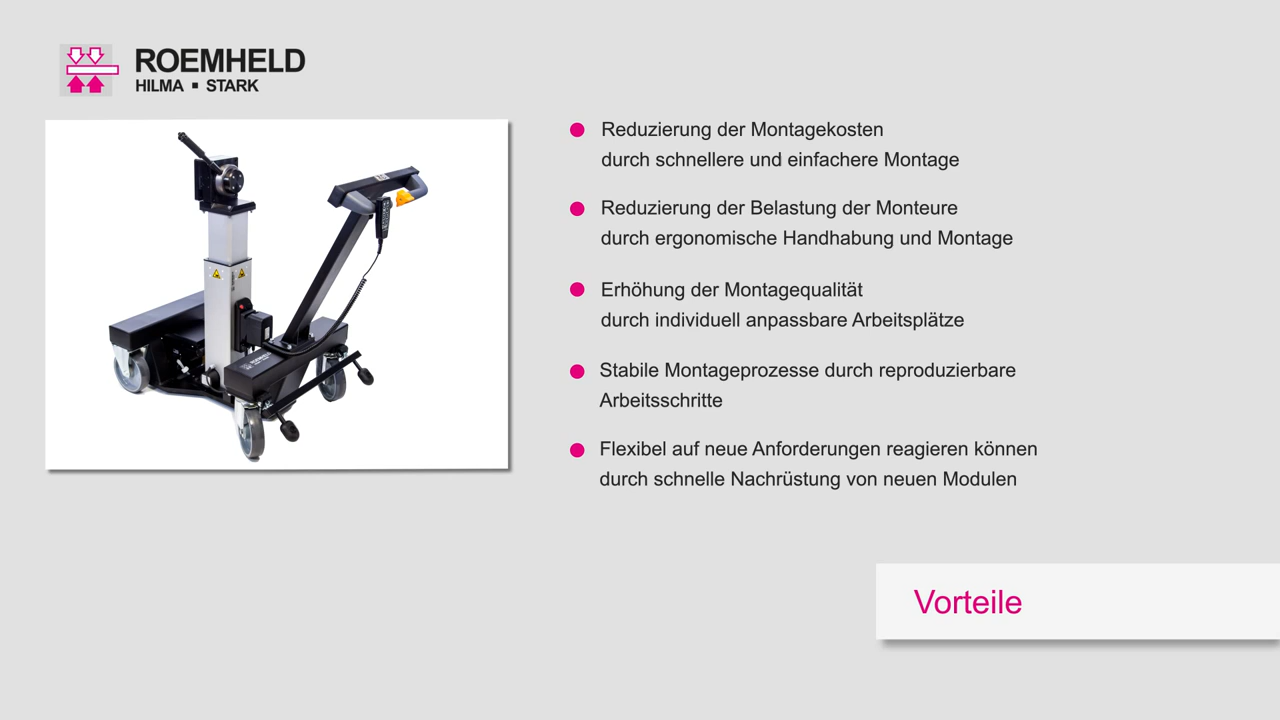 ROEMHELD
HILMA ▪ STARK
Reduzierung der Montagekosten
durch schnellere und einfachere Montage
Reduzierung der Belastung der Monteure
durch ergonomische Handhabung und Montage
Erhöhung der Montagequalität
durch individuell anpassbare Arbeitsplätze
Stabile Montageprozesse durch reproduzierbare
Arbeitsschritte
Flexibel auf neue Anforderungen reagieren können
durch schnelle Nachrüstung von neuen Modulen
ROEMHELD
Vorteile